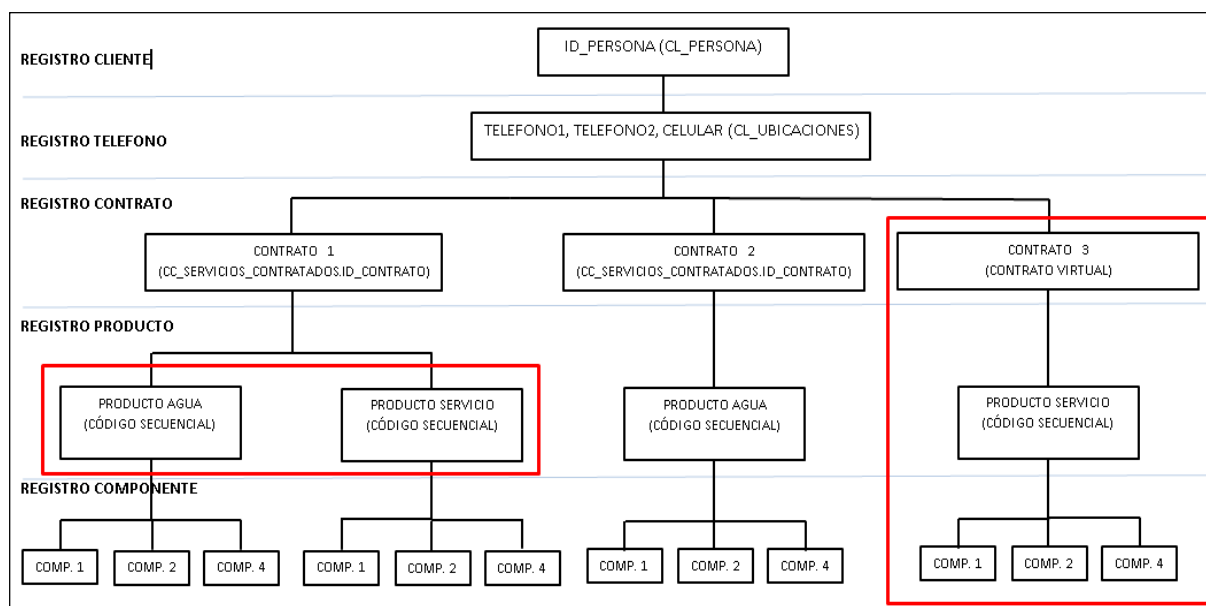 REGISTRO CLIENTE
ID_PERSONA (CL_PERSONA)
REGISTRO TELEFONO
TELEFONO1, TELEFONO2, CELULAR (CL_UBICACIONES)
REGISTRO CONTRATO
CONTRATO 1
(CC_SERVICIOS_CONTRATADOS.ID_CONTRATO)
CONTRATO 2
(CC_SERVICIOS_CONTRATADOS.ID_CONTRATO)
CONTRATO 3
(CONTRATO VIRTUAL)
REGISTRO PRODUCTO
PRODUCTO AGUA
(CÓDIGO SECUENCIAL)
PRODUCTO SERVICIO
(CÓDIGO SECUENCIAL)
PRODUCTO AGUA
(CÓDIGO SECUENCIAL)
PRODUCTO SERVICIO
(CÓDIGO SECUENCIAL)
REGISTRO COMPONENTE
COMP. 1
COMP. 2
COMP. 4
COMP. 1
COMP. 2
COMP. 4
COMP. 1
COMP. 2
COMP. 4
COMP. 1
COMP. 2
COMP. 4